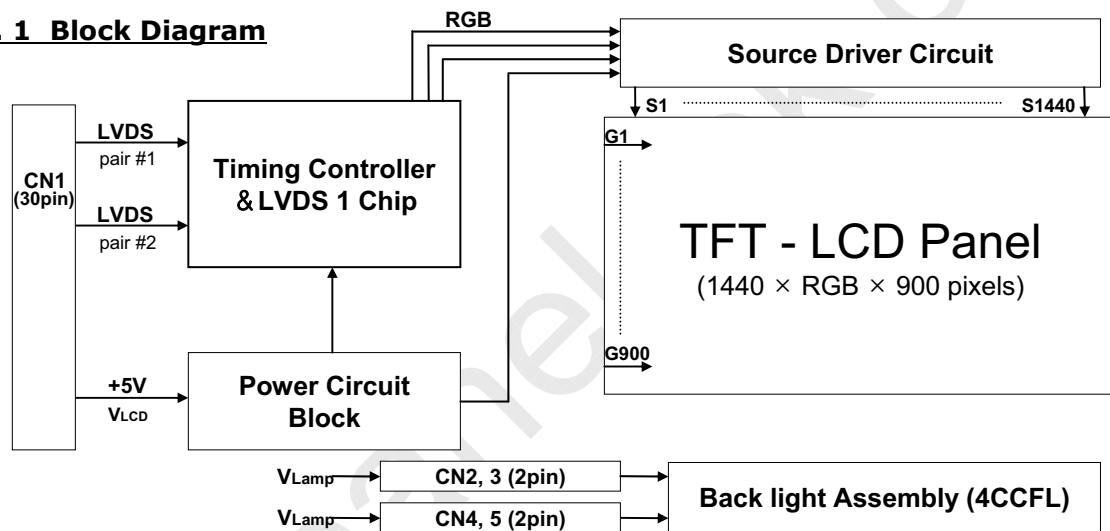 . 1 Block Diagram
RGB
Source Driver Circuit
S1
S1440
LVDS
pair #1
CN1
(30pin)
LVDS
pair #2
Timing Controller
&LVDS 1 Chip
G1
TFT - LCD Panel
(1440 × RGB × 900 pixels)
G900
+5V
VLCD
Power Circuit
Block
VLamp
CN2, 3 (2pin)
VLamp
CN4, 5 (2pin)
Back light Assembly (4CCFL)